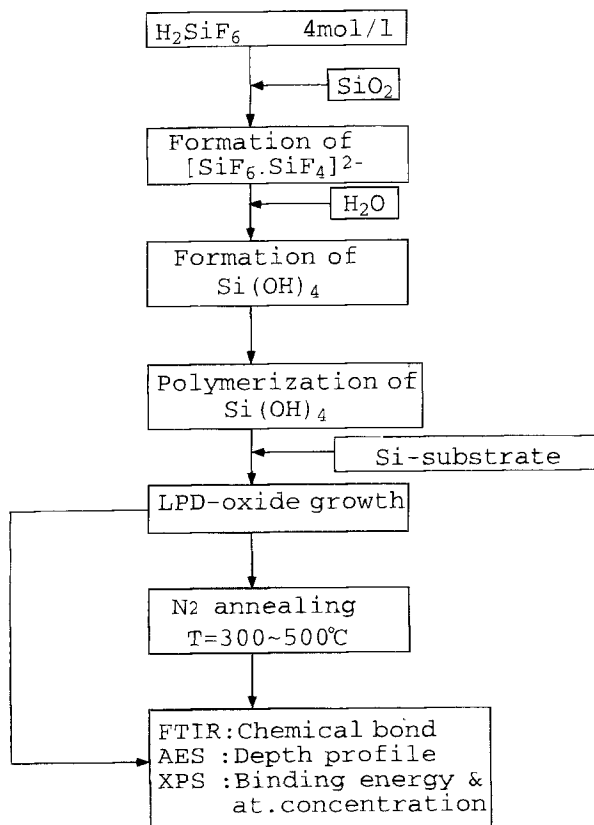 H₂SiF₆ 4mol/l
SiO₂
Formation of
[SiF₆.SiF₄]²⁻
H₂O
Formation of
Si(OH)₄
Polymerization of
Si(OH)₄
Si-substrate
LPD-oxide growth
N2 annealing
T=300~500℃
FTIR:Chemical bond
AES :Depth profile
XPS :Binding energy &
at.concentration